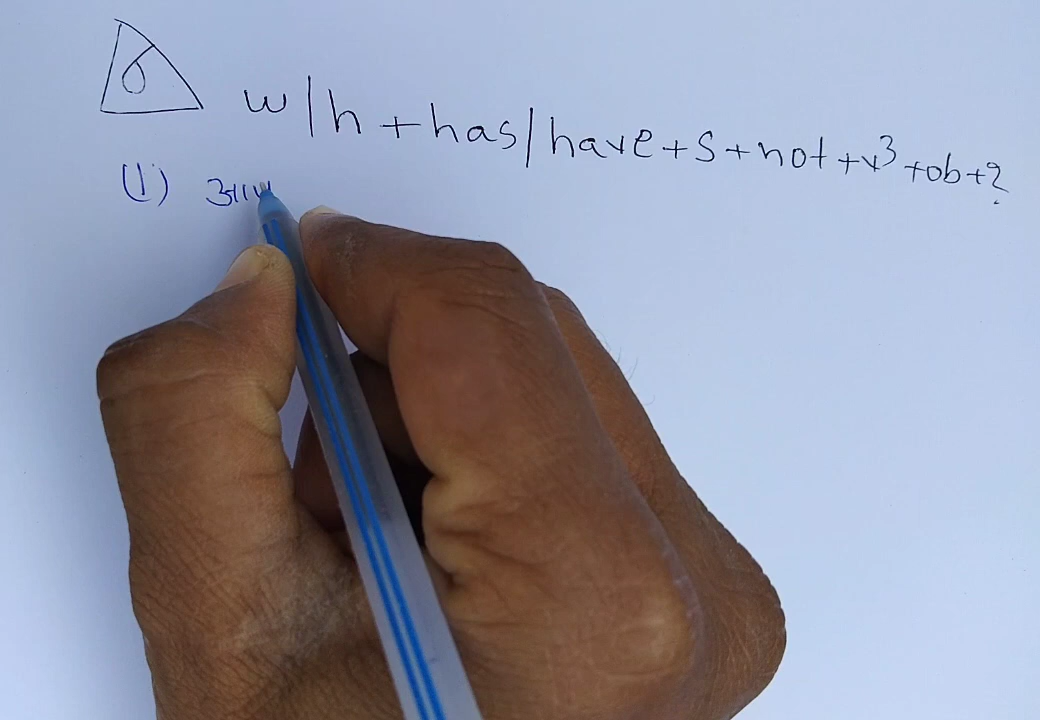 6 w/h + has/have + S + not + v³ + ob + ?
(1)